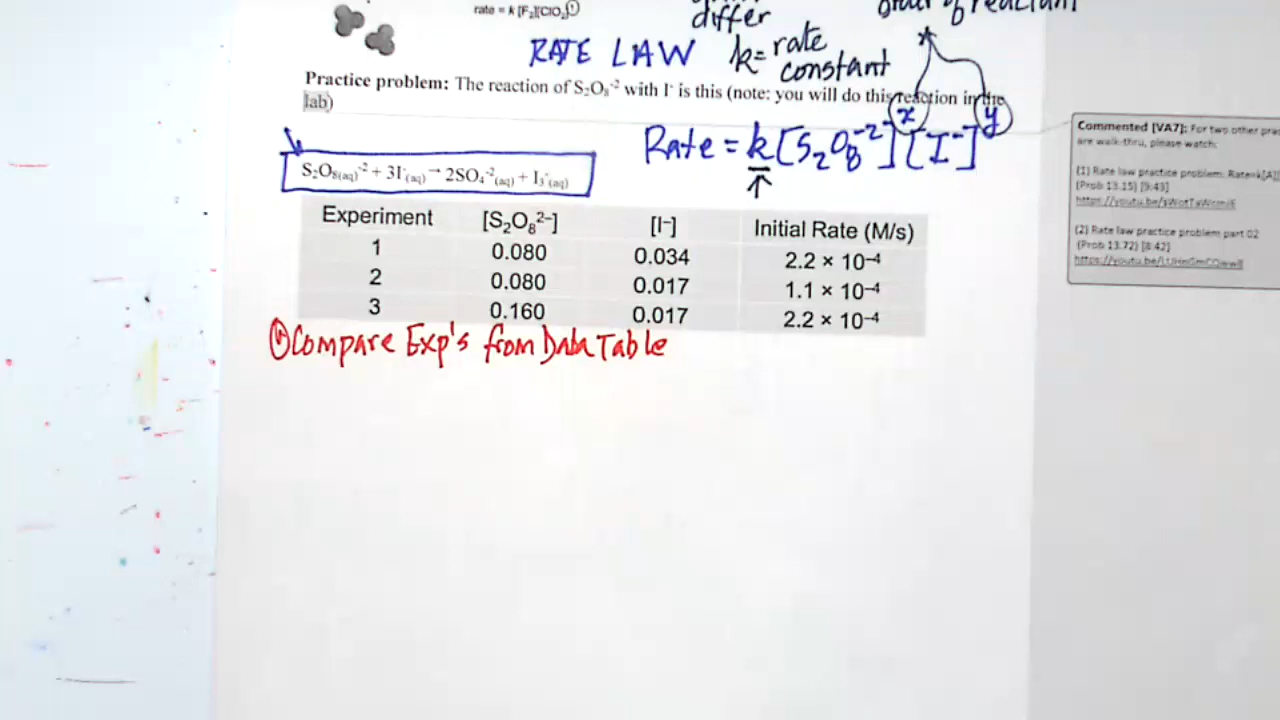 rate = k [F₂][ClO₂]¹
differ
order of reactant
RATE LAW
k = rate constant
Practice problem: The reaction of S₂O₈⁻² with I⁻ is this (note: you will do this reaction in the
lab)
x y
Rate = k [S₂O₈⁻²] [I⁻]
S₂O₈(aq)⁻² + 3I⁻(aq) → 2SO₄⁻²(aq) + I₃⁻(aq)
Experiment [S₂O₈²⁻] [I⁻] Initial Rate (M/s)
1 0.080 0.034 2.2 × 10⁻⁴
2 0.080 0.017 1.1 × 10⁻⁴
3 0.160 0.017 2.2 × 10⁻⁴
① Compare Exp's from Data Table
Commented [VA7]: For two other pra
are walk-thru, please watch:
(1) Rate law practice problem: Rate=k[A][
(Prob 13.15) [9:43]
(2) Rate law practice problem part 02
(Prob 13.72) [8:42]